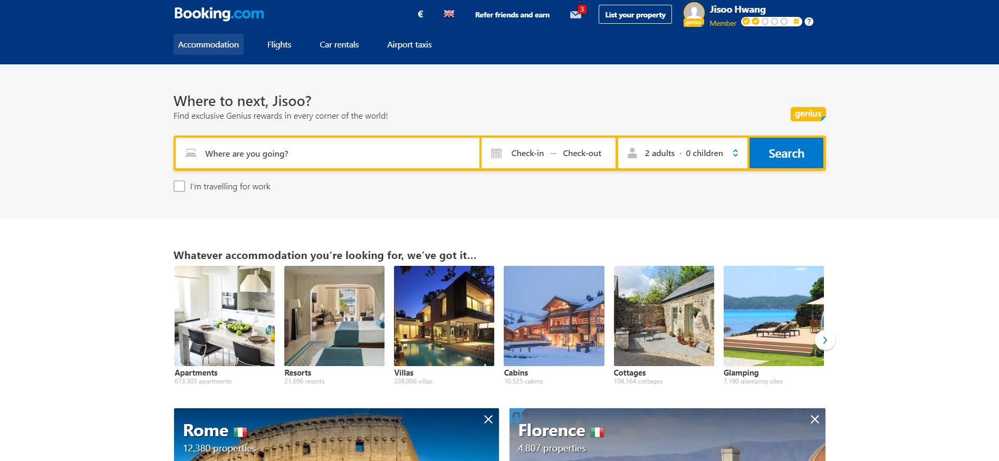 Booking.com
€
Refer friends and earn
3
List your property
.genius
Jisoo Hwang
Member
?
Accommodation
Flights
Car rentals
Airport taxis
Where to next, Jisoo?
Find exclusive Genius rewards in every corner of the world!
.genius
Where are you going?
Check-in — Check-out
2 adults · 0 children
Search
I'm travelling for work
Whatever accommodation you’re looking for, we’ve got it...
Apartments
673,303 apartments
Resorts
21,696 resorts
Villas
338,006 villas
Cabins
10,525 cabins
Cottages
104,164 cottages
Glamping
7,190 glamping sites
Rome
12,380 properties
Florence
4,807 properties